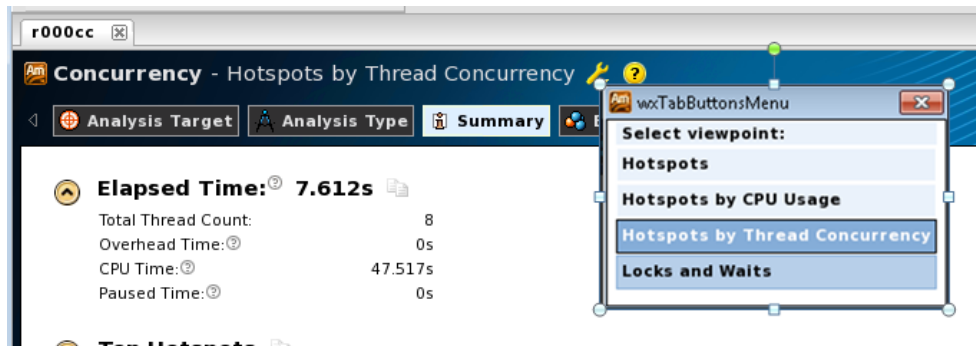 r000cc
Am Concurrency - Hotspots by Thread Concurrency ?
Analysis Target Analysis Type Summary
Elapsed Time: 7.612s
Total Thread Count: 8
Overhead Time: 0s
CPU Time: 47.517s
Paused Time: 0s
Am wxTabButtonsMenu
Select viewpoint:
Hotspots
Hotspots by CPU Usage
Hotspots by Thread Concurrency
Locks and Waits